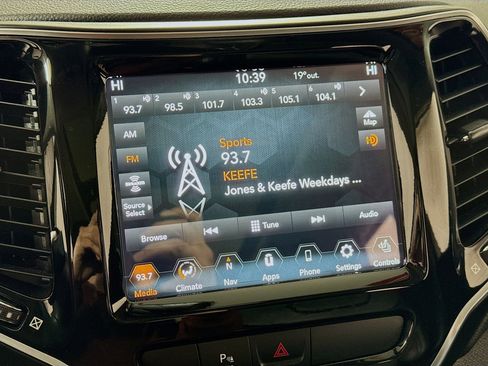 HI 10:39 19°out. HI
1 2 3 4 5 6
93.7 98.5 101.7 103.3 105.1 104.1
AM
FM
SiriusXM
Source
Select
Map
Sports
93.7
KEEFE
Jones & Keefe Weekdays ...
Browse Tune Audio
93.7 N
Media Climate Nav Apps Phone Settings Controls
P